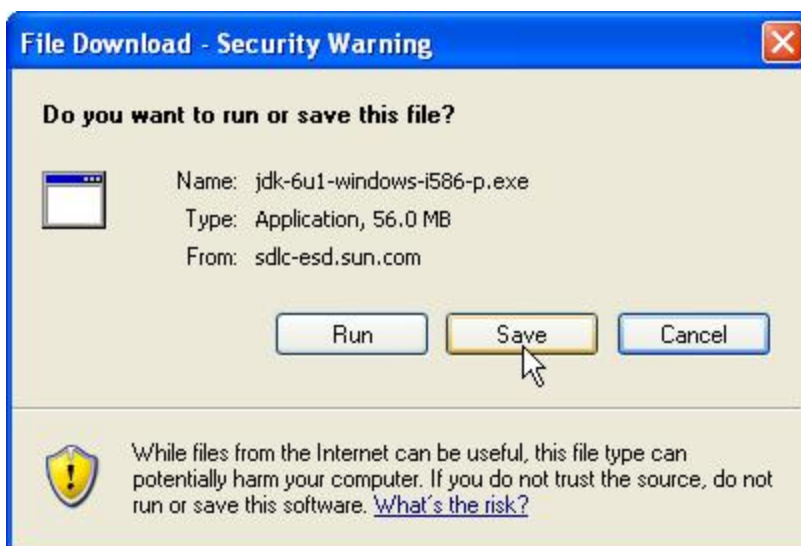 File Download - Security Warning
Do you want to run or save this file?
Name: jdk-6u1-windows-i586-p.exe
Type: Application, 56.0 MB
From: sdlc-esd.sun.com
Run Save Cancel
While files from the Internet can be useful, this file type can
potentially harm your computer. If you do not trust the source, do not
run or save this software. What's the risk?